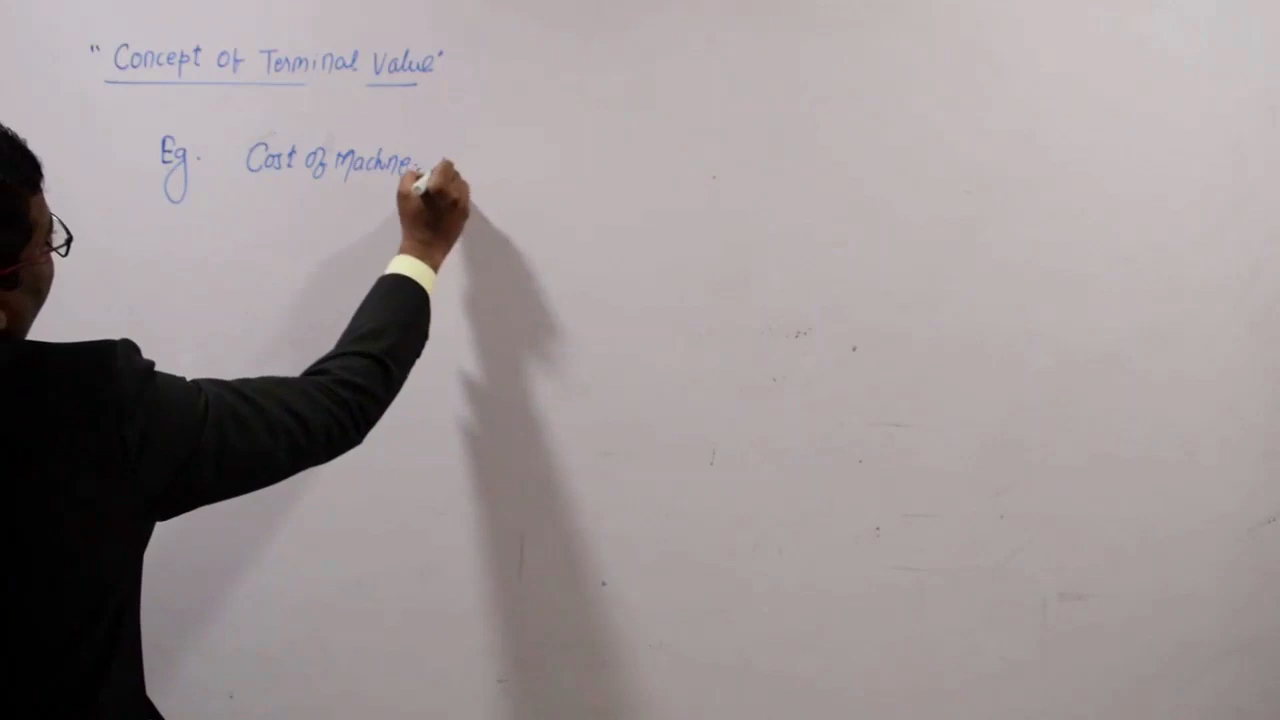 "Concept of Terminal Value"
Eg. Cost of Machine